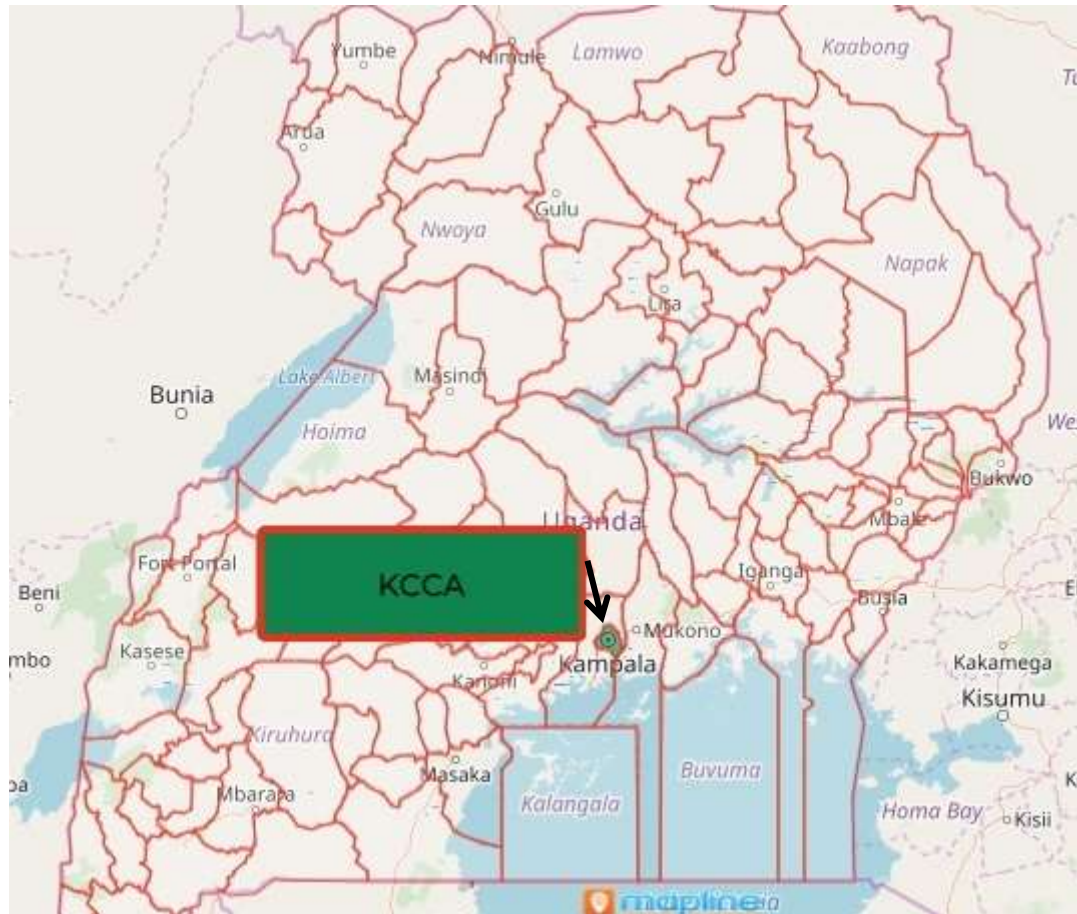 Yumbe
Nimule
Lamwo
Kaabong
Arua
Gulu
Nwoya
Napak
Lira
Lake Albert
Masindi
Bunia
Hoima
Bukwo
Uganda
Mbale
Fort Portal
KCCA
Iganga
Beni
Busia
Mukono
Kasese
Kampala
Kakamega
Kisumu
Kiruhura
Masaka
Buvuma
Mbarara
Kalangala
Homa Bay
Kisii
mapline